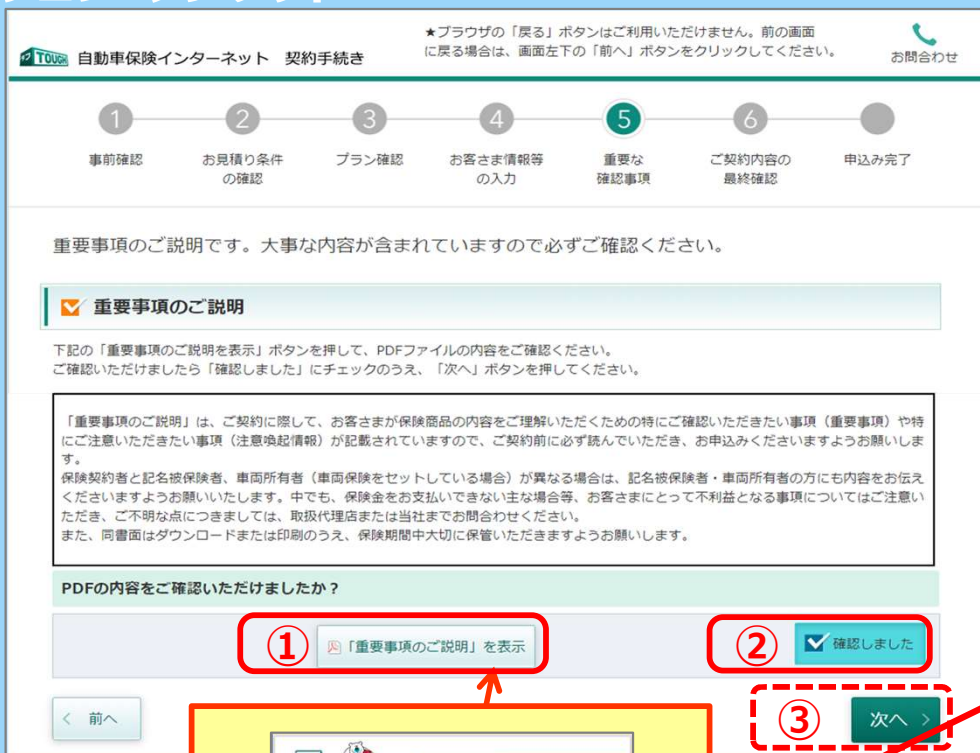 TOUGH 自動車保険インターネット 契約手続き
★ブラウザの「戻る」ボタンはご利用いただけません。前の画面
に戻る場合は、画面左下の「前へ」ボタンをクリックしてください。
お問合わせ
1
2
3
4
5
6
事前確認
お見積り条件
の確認
プラン確認
お客さま情報等
の入力
重要な
確認事項
ご契約内容の
最終確認
申込み完了
重要事項のご説明です。大事な内容が含まれていますので必ずご確認ください。
重要事項のご説明
下記の「重要事項のご説明を表示」ボタンを押して、PDFファイルの内容をご確認ください。
ご確認いただけましたら「確認しました」にチェックのうえ、「次へ」ボタンを押してください。
「重要事項のご説明」は、ご契約に際して、お客さまが保険商品の内容をご理解いただくための特にご確認いただきたい事項（重要事項）や特
にご注意いただきたい事項（注意喚起情報）が記載されていますので、ご契約前に必ず読んでいただき、お申込みくださいますようお願いしま
す。
保険契約者と記名被保険者、車両所有者（車両保険をセットしている場合）が異なる場合は、記名被保険者・車両所有者の方にも内容をお伝え
くださいますようお願いいたします。中でも、保険金をお支払いできない主な場合等、お客さまにとって不利益となる事項についてはご注意い
ただき、ご不明な点につきましては、取扱代理店または当社までお問合わせください。
また、同書面はダウンロードまたは印刷のうえ、保険期間中大切に保管いただきますようお願いします。
PDFの内容をご確認いただけましたか？
① 「重要事項のご説明」を表示
② 確認しました
< 前へ
③ 次へ >